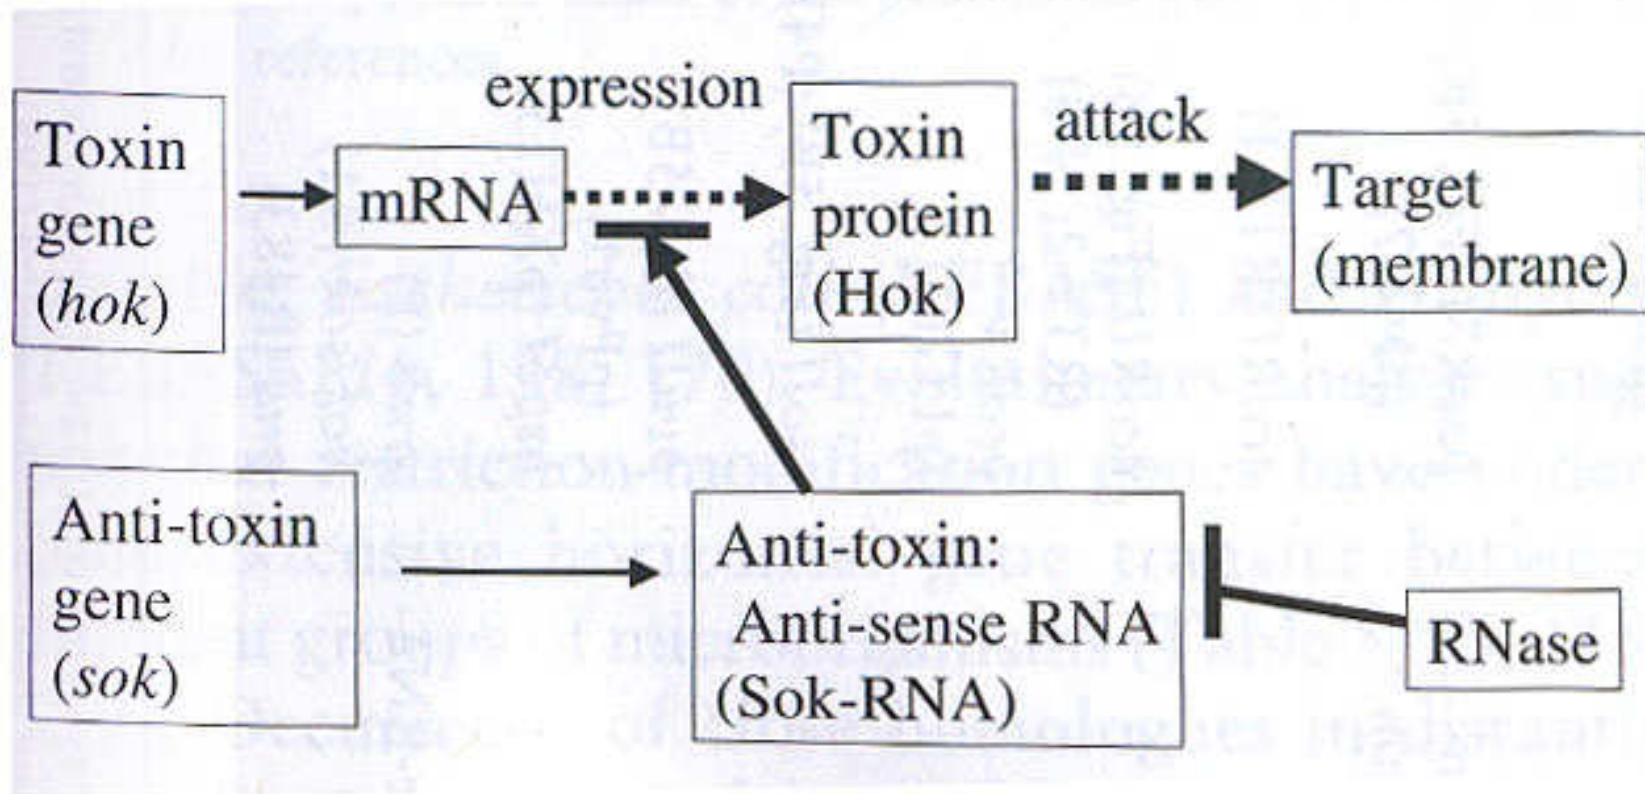 references
expression
Toxin
gene
(hok)
mRNA
Toxin
protein
(Hok)
attack
Target
(membrane)
Anti-toxin
gene
(sok)
Anti-toxin:
Anti-sense RNA
(Sok-RNA)
RNase